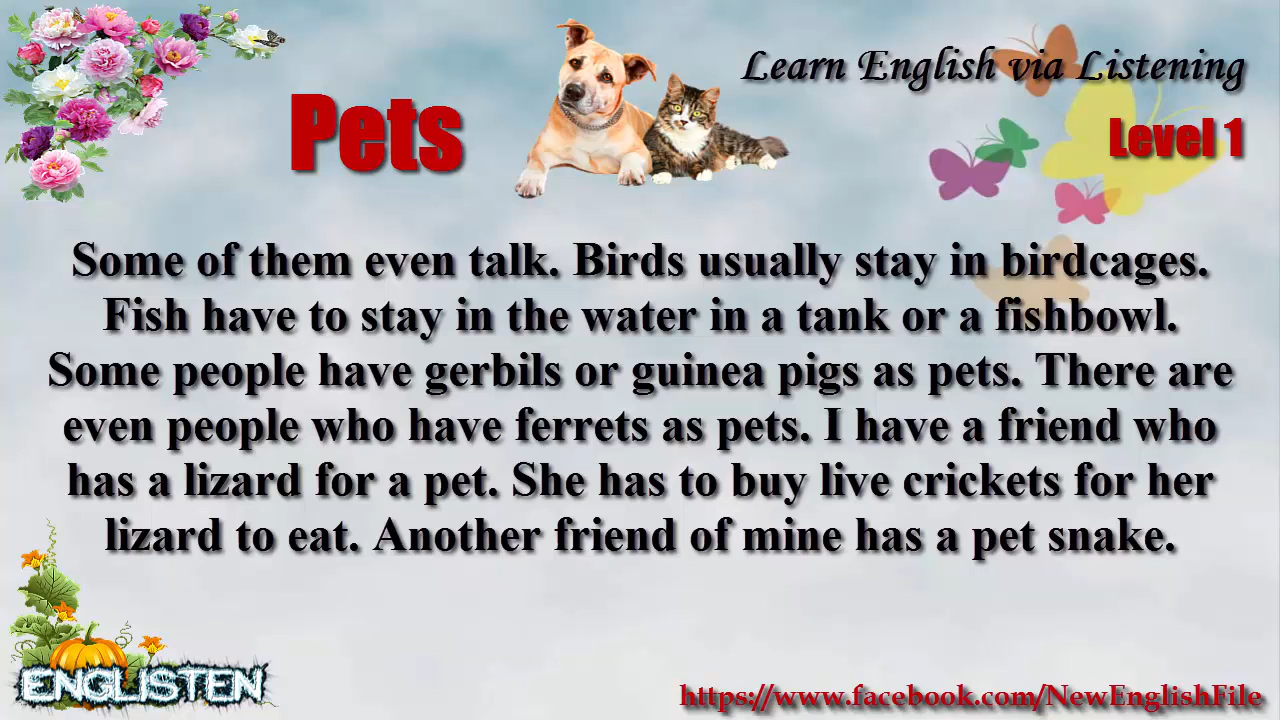 Learn English via Listening
Pets
Level 1
Some of them even talk. Birds usually stay in birdcages.
Fish have to stay in the water in a tank or a fishbowl.
Some people have gerbils or guinea pigs as pets. There are
even people who have ferrets as pets. I have a friend who
has a lizard for a pet. She has to buy live crickets for her
lizard to eat. Another friend of mine has a pet snake.
ENGLISTEN
https://www.facebook.com/NewEnglishFile